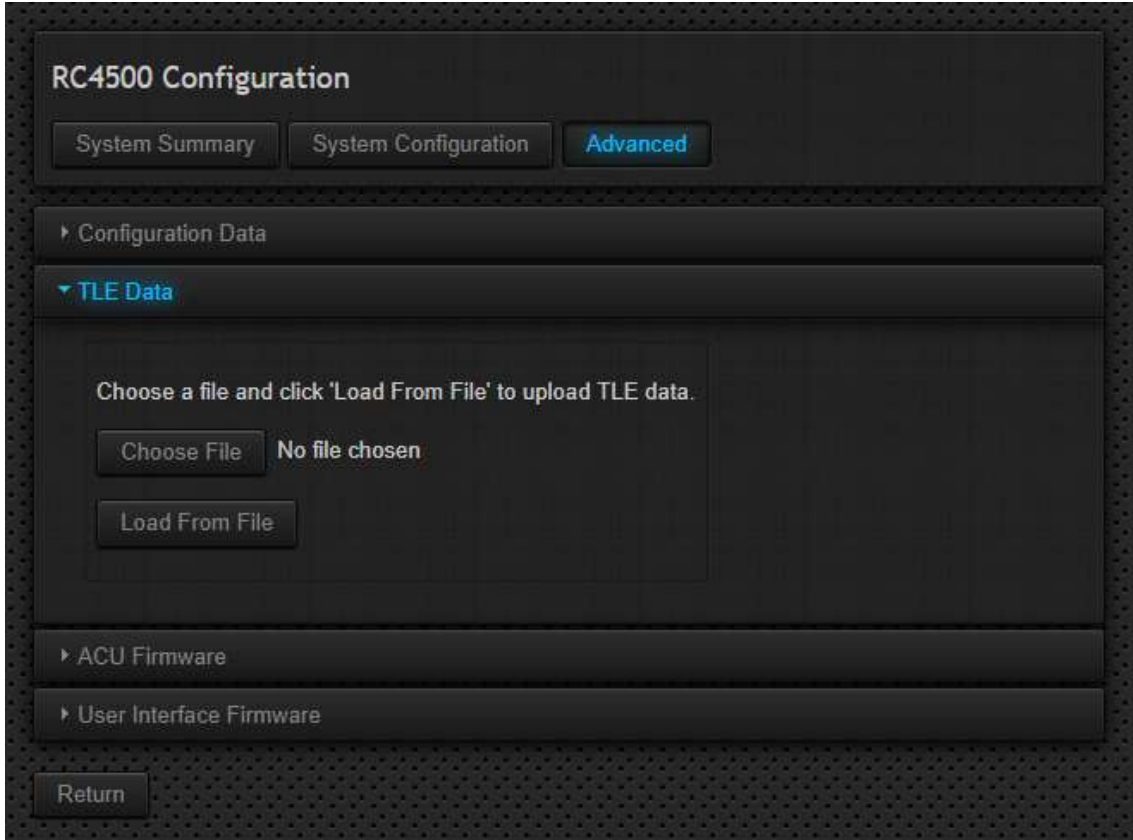 RC4500 Configuration
System Summary System Configuration Advanced
Configuration Data
TLE Data
Choose a file and click 'Load From File' to upload TLE data.
Choose File No file chosen
Load From File
ACU Firmware
User Interface Firmware
Return